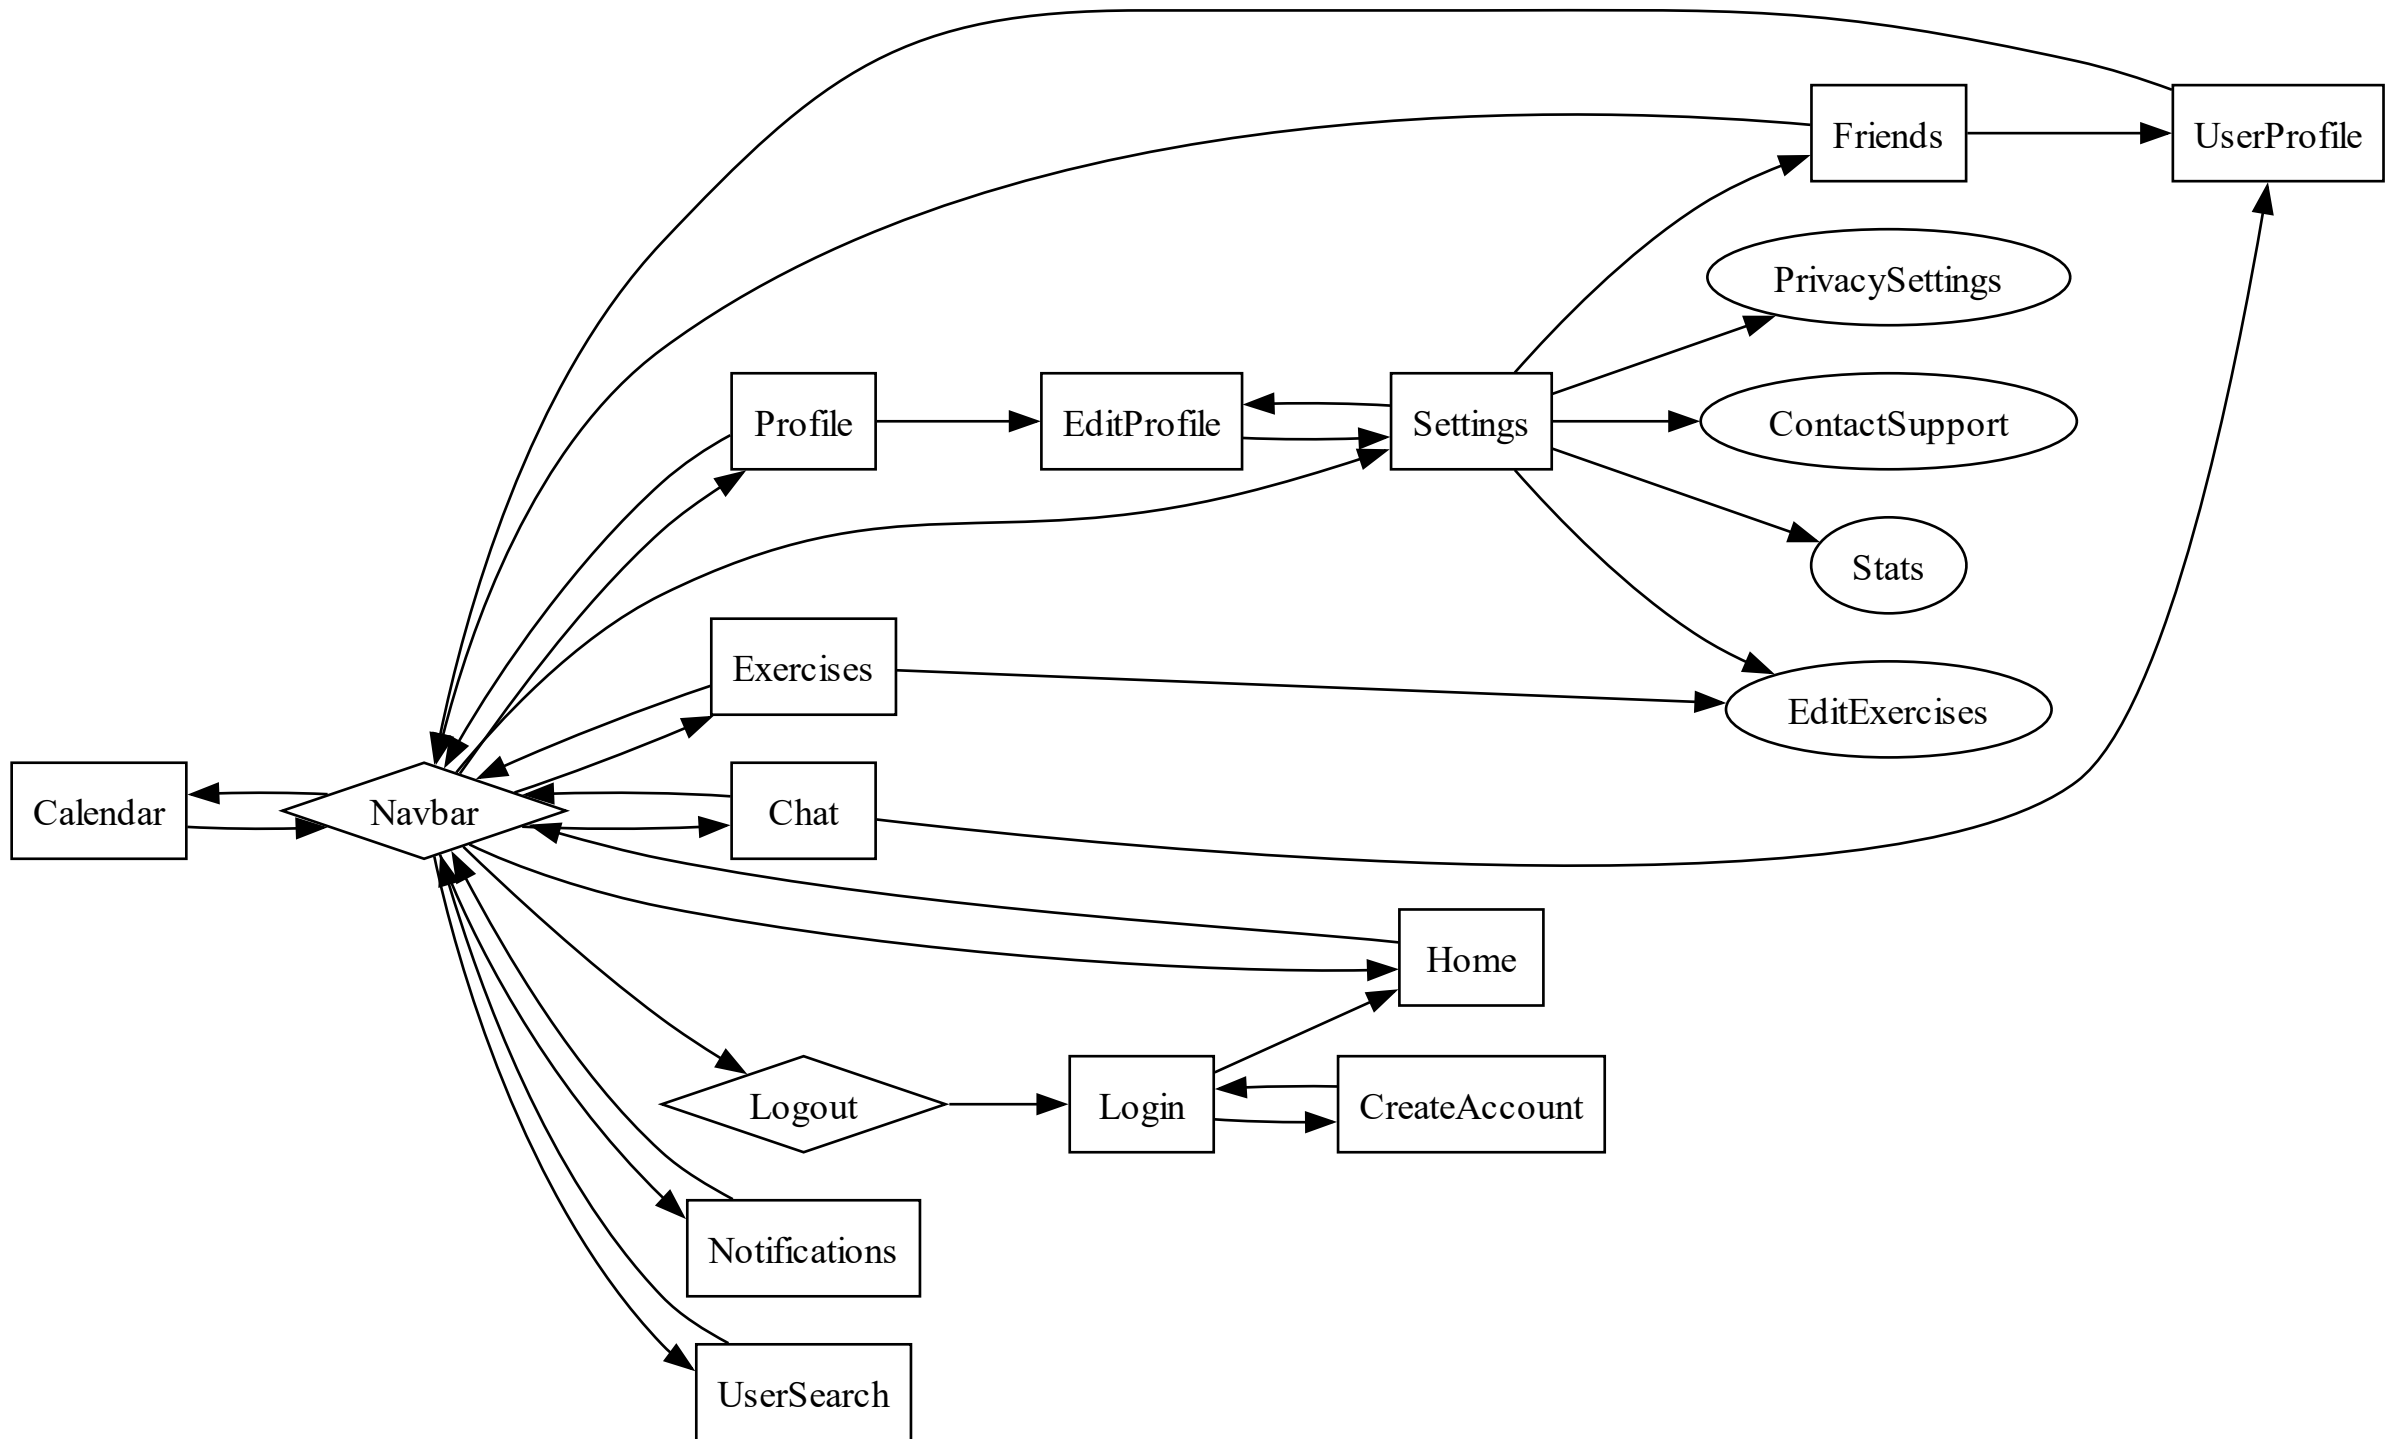 Friends
UserProfile
PrivacySettings
Profile
EditProfile
Settings
ContactSupport
Stats
Exercises
EditExercises
Calendar
Navbar
Chat
Home
Logout
Login
CreateAccount
Notifications
UserSearch